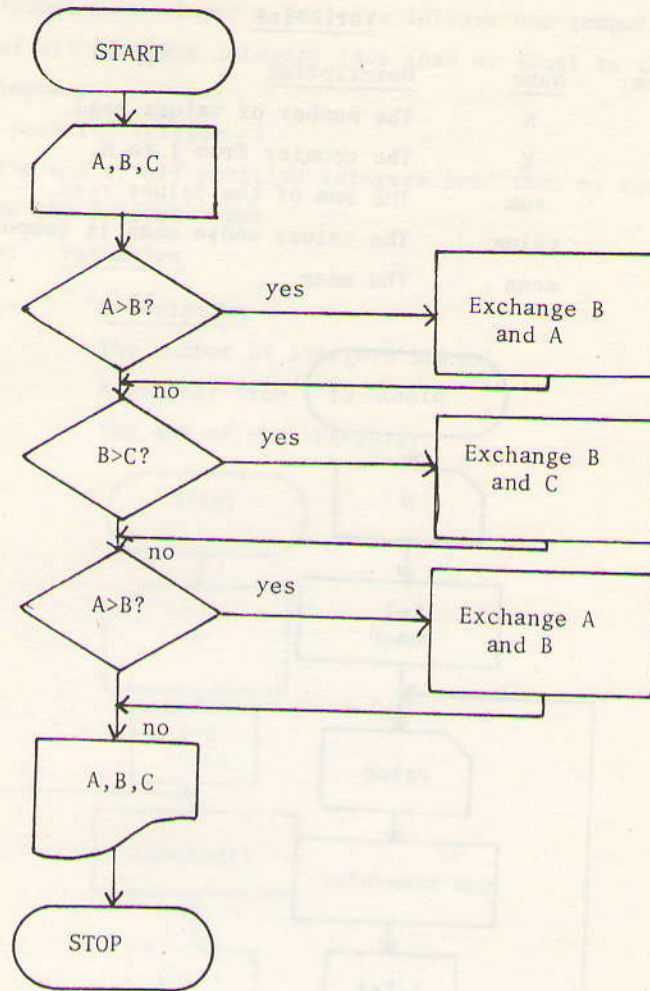 START
A,B,C
A>B?
yes
Exchange B
and A
no
B>C?
yes
Exchange B
and C
no
A>B?
yes
Exchange A
and B
no
A,B,C
STOP